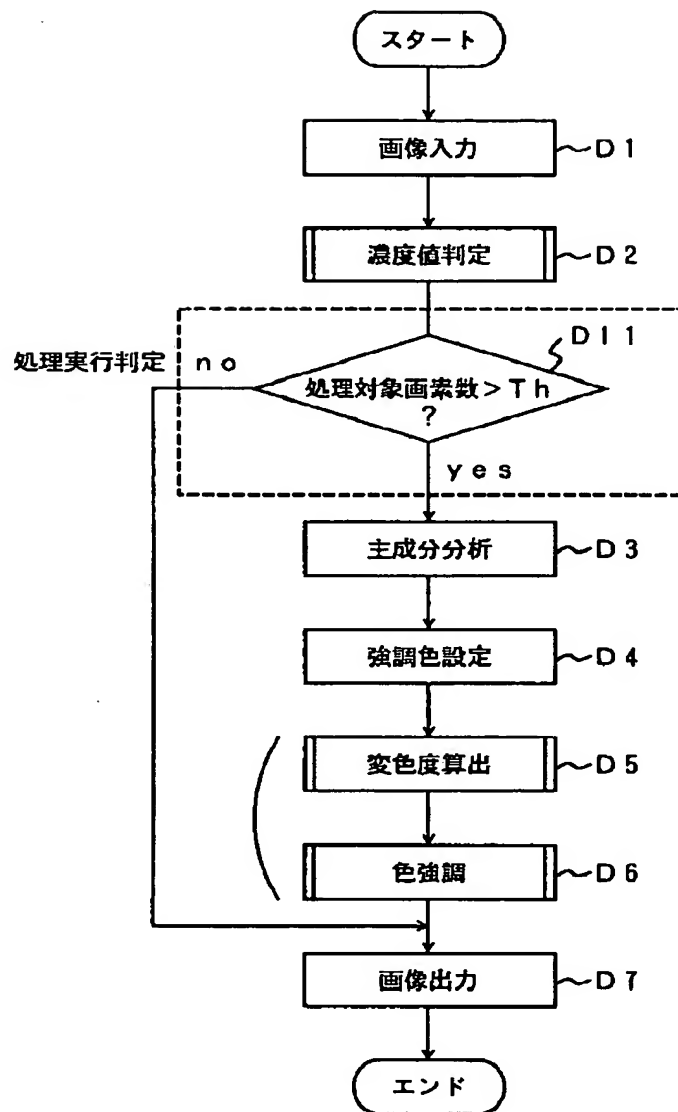 スタート
画像入力 D1
濃度値判定 D2
D11
処理実行判定 no
処理対象画素数>Th
?
yes
主成分分析 D3
強調色設定 D4
変色度算出 D5
色強調 D6
画像出力 D7
エンド